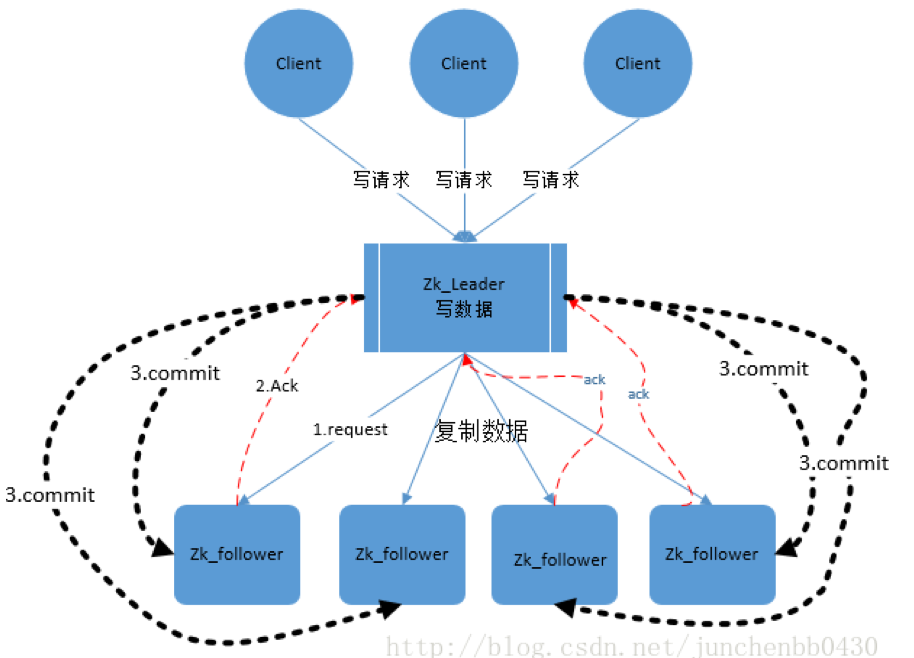 Client
Client
Client
写请求
写请求
写请求
Zk_Leader
写数据
3.commit
2.Ack
ack
ack
3.commit
1.request
复制数据
3.commit
3.commit
Zk_follower
Zk_follower
Zk_follower
Zk_follower
http://blog.csdn.net/junchenbb0430